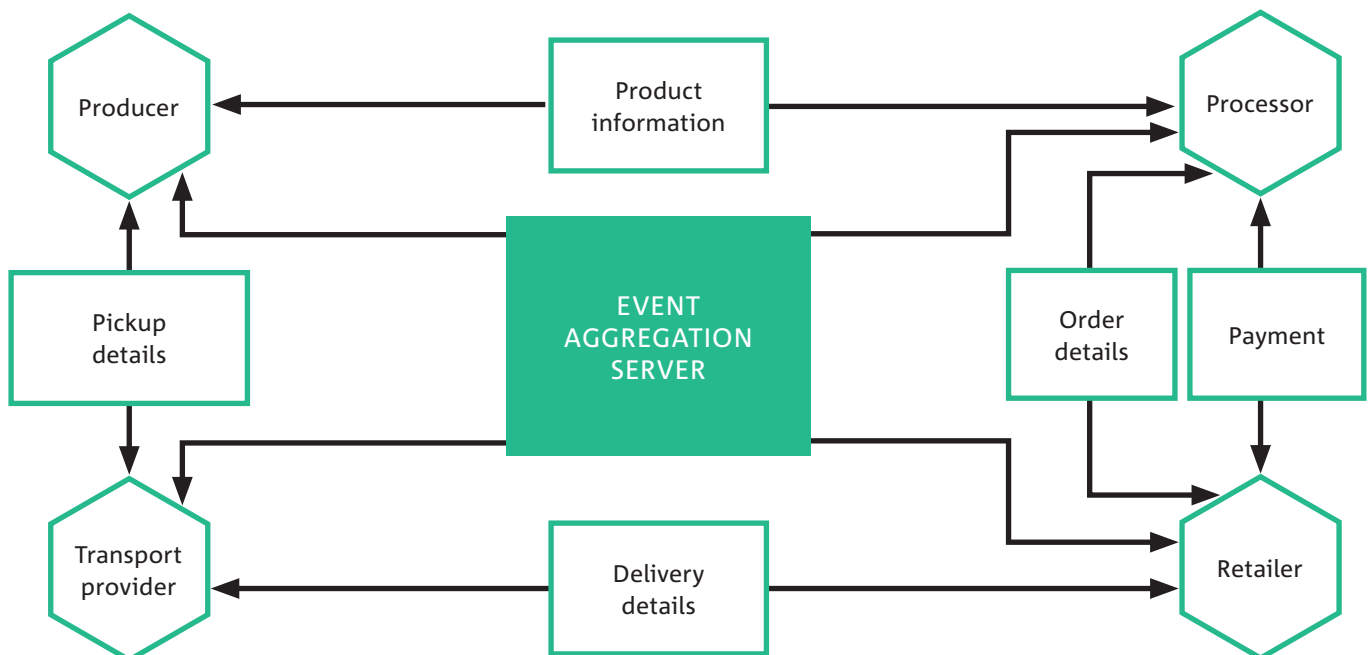 Producer
Product
information
Processor
Pickup
details
EVENT
AGGREGATION
SERVER
Order
details
Payment
Transport
provider
Delivery
details
Retailer